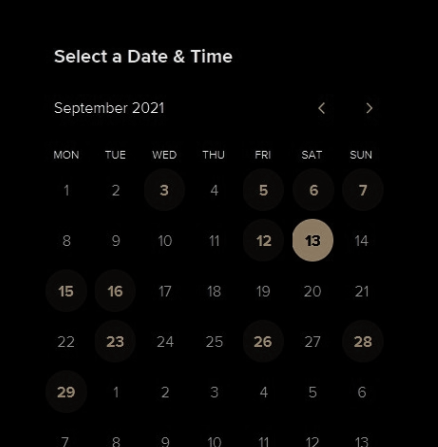 Select a Date & Time
September 2021
MON TUE WED THU FRI SAT SUN
1 2 3 4 5 6 7
8 9 10 11 12 13 14
15 16 17 18 19 20 21
22 23 24 25 26 27 28
29 1 2 3 4 5 6
7 8 9 10 11 12 13